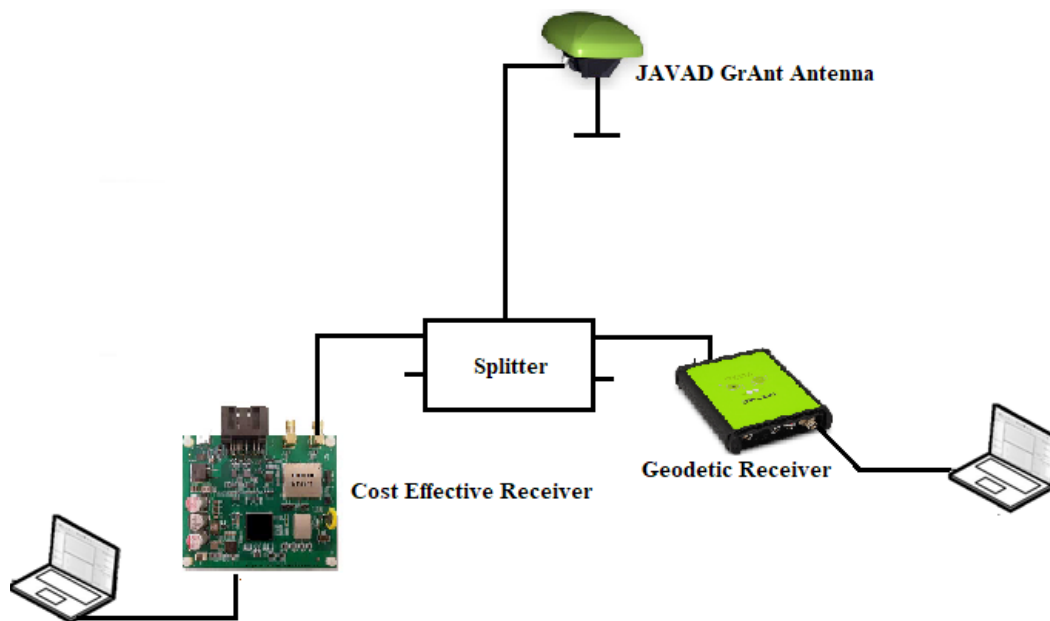 JAVAD GrAnt Antenna
Splitter
Geodetic Receiver
Cost Effective Receiver